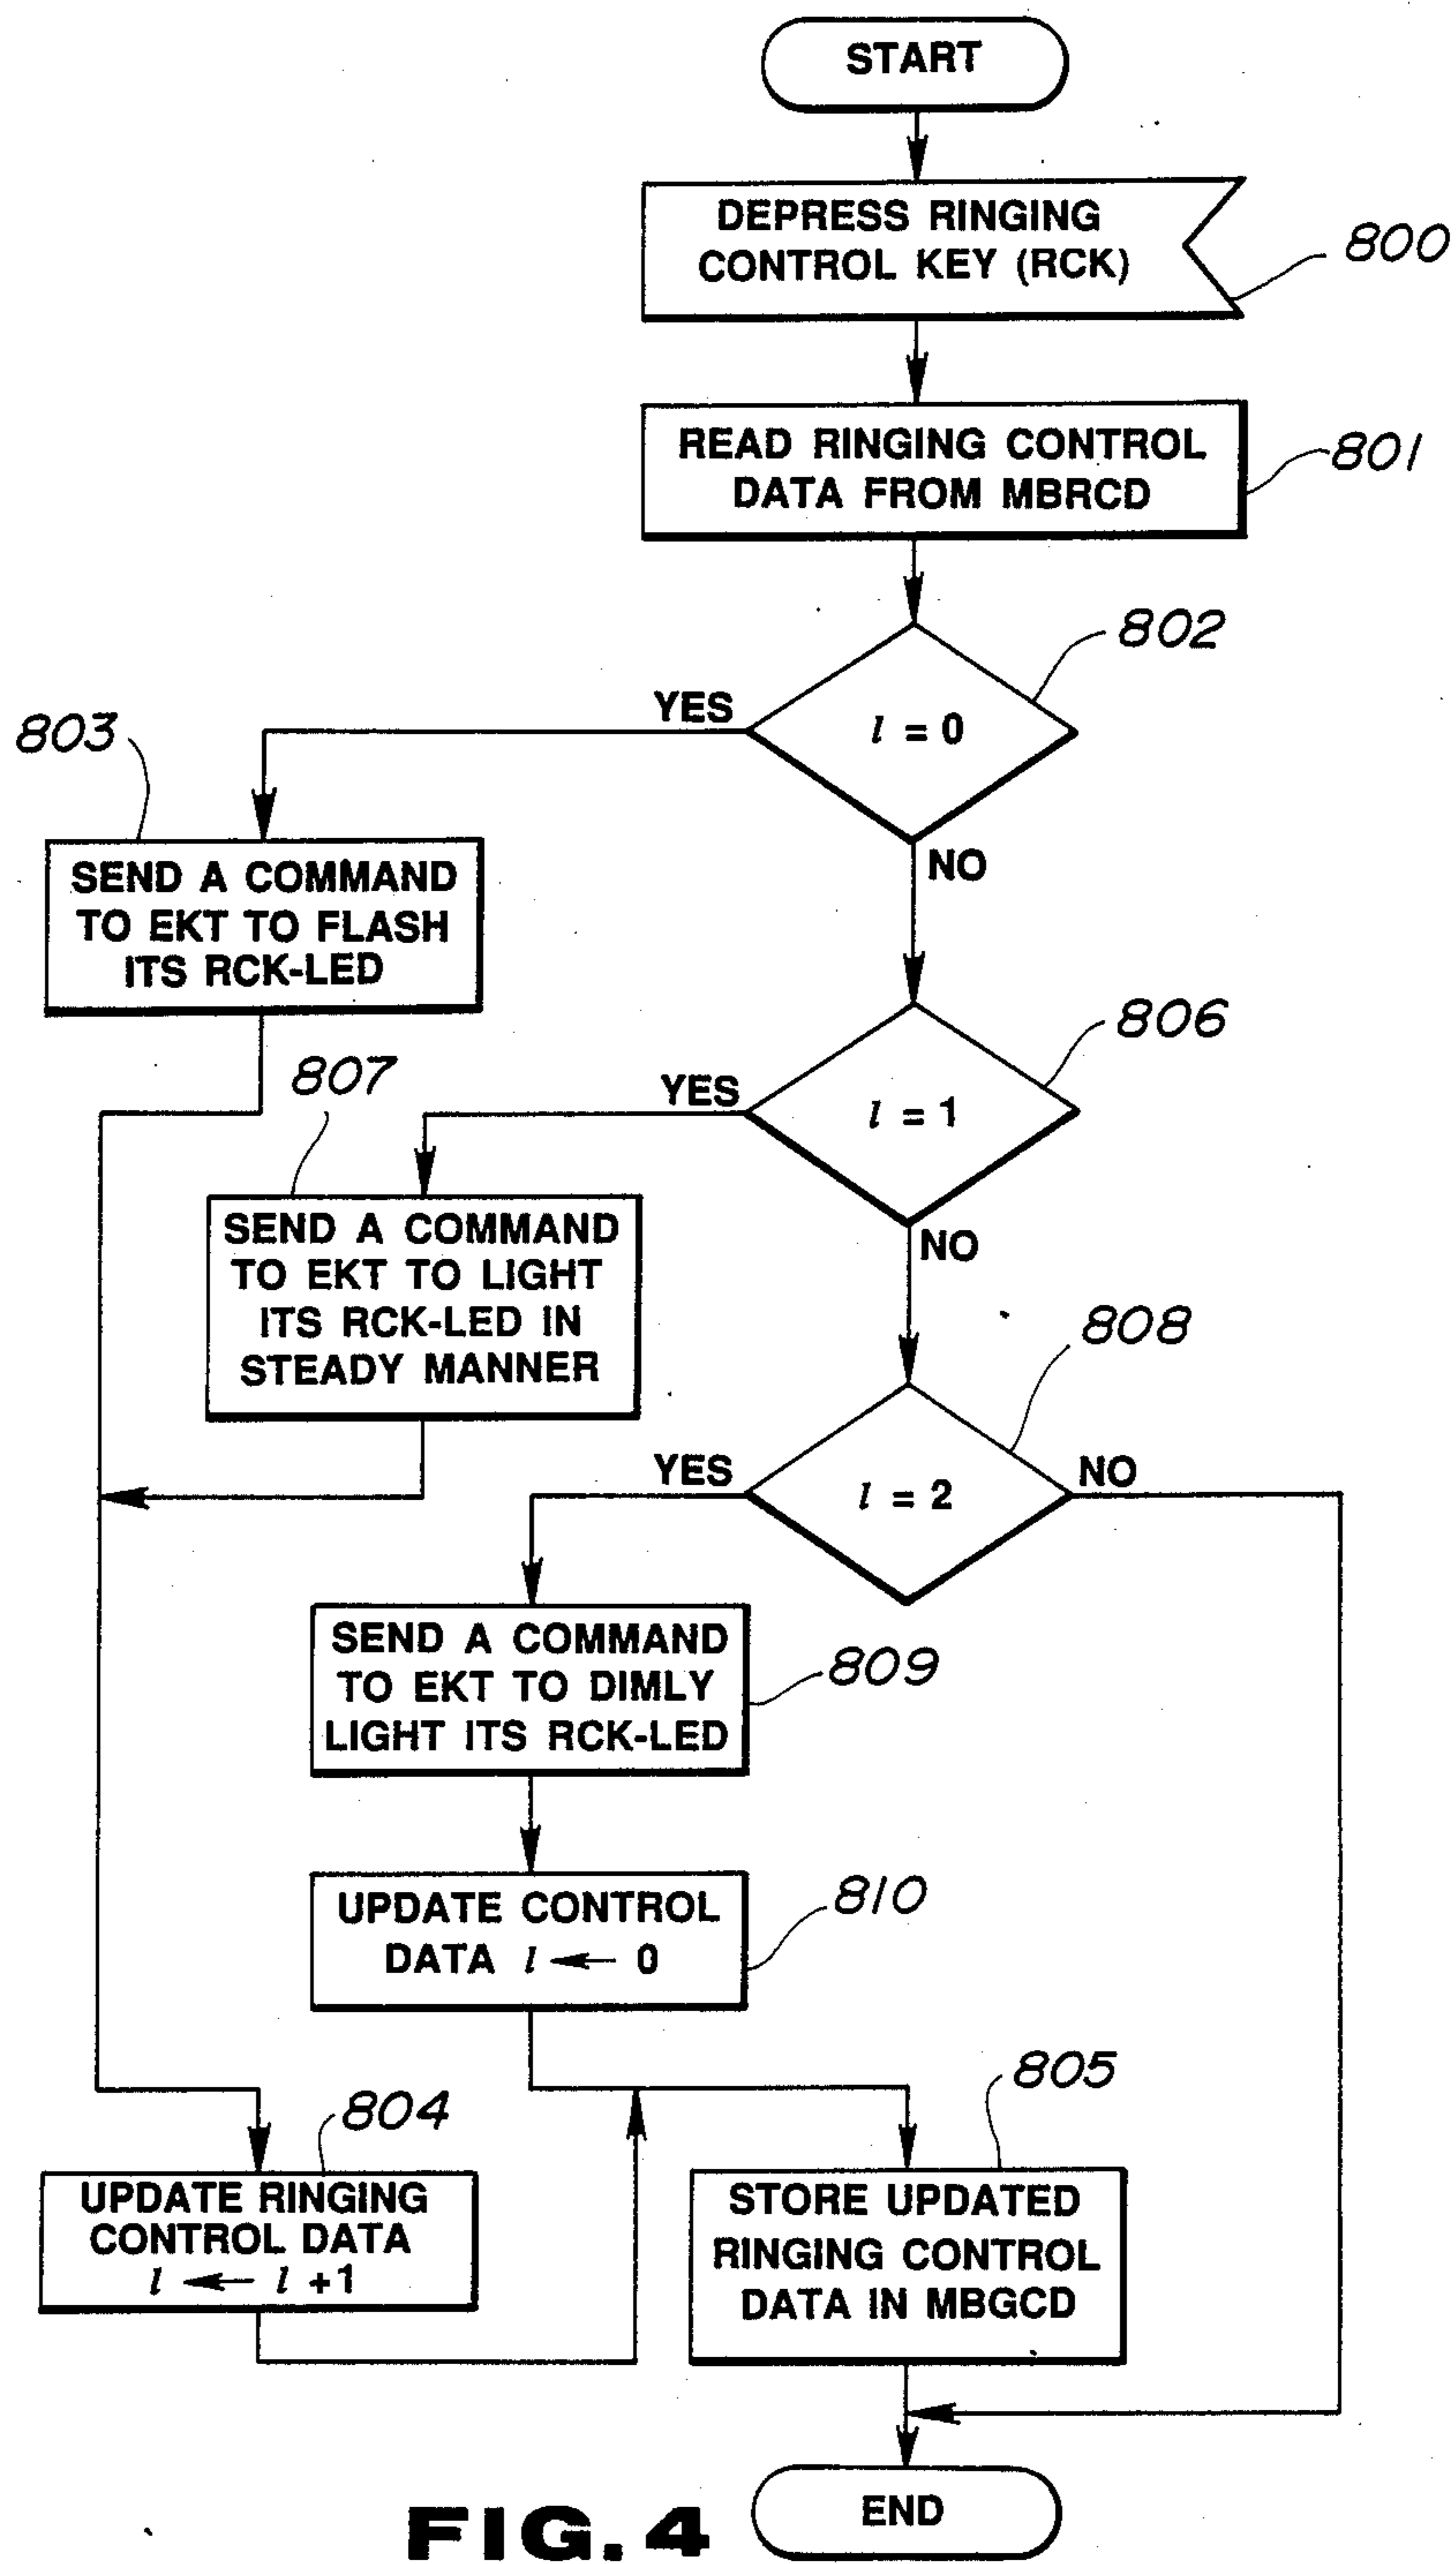 START
DEPRESS RINGING
CONTROL KEY (RCK)
800
READ RINGING CONTROL
DATA FROM MBRCD
801
802
l = 0
YES
NO
803
SEND A COMMAND
TO EKT TO FLASH
ITS RCK-LED
806
l = 1
YES
NO
807
SEND A COMMAND
TO EKT TO LIGHT
ITS RCK-LED IN
STEADY MANNER
808
l = 2
YES
NO
SEND A COMMAND
TO EKT TO DIMLY
LIGHT ITS RCK-LED
809
UPDATE CONTROL
DATA l ← 0
810
804
UPDATE RINGING
CONTROL DATA
l ← l +1
805
STORE UPDATED
RINGING CONTROL
DATA IN MBGCD
END
FIG. 4